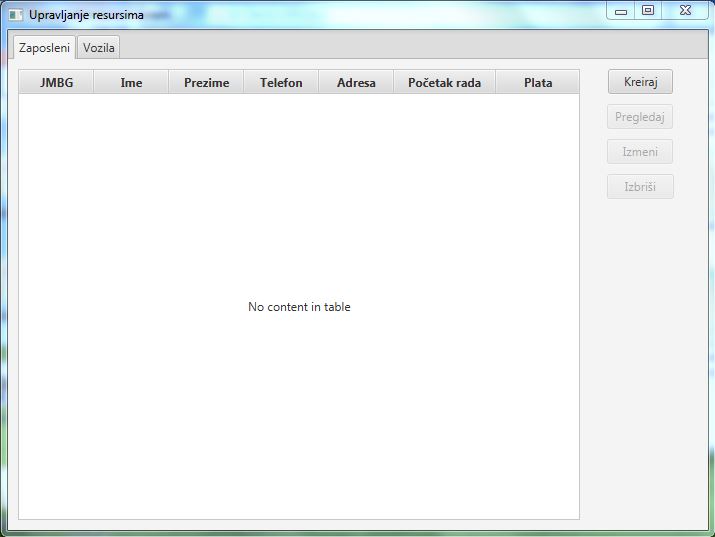 Upravljanje resursima
Zaposleni Vozila
JMBG Ime Prezime Telefon Adresa Početak rada Plata
Kreiraj
Pregledaj
Izmeni
Izbriši
No content in table